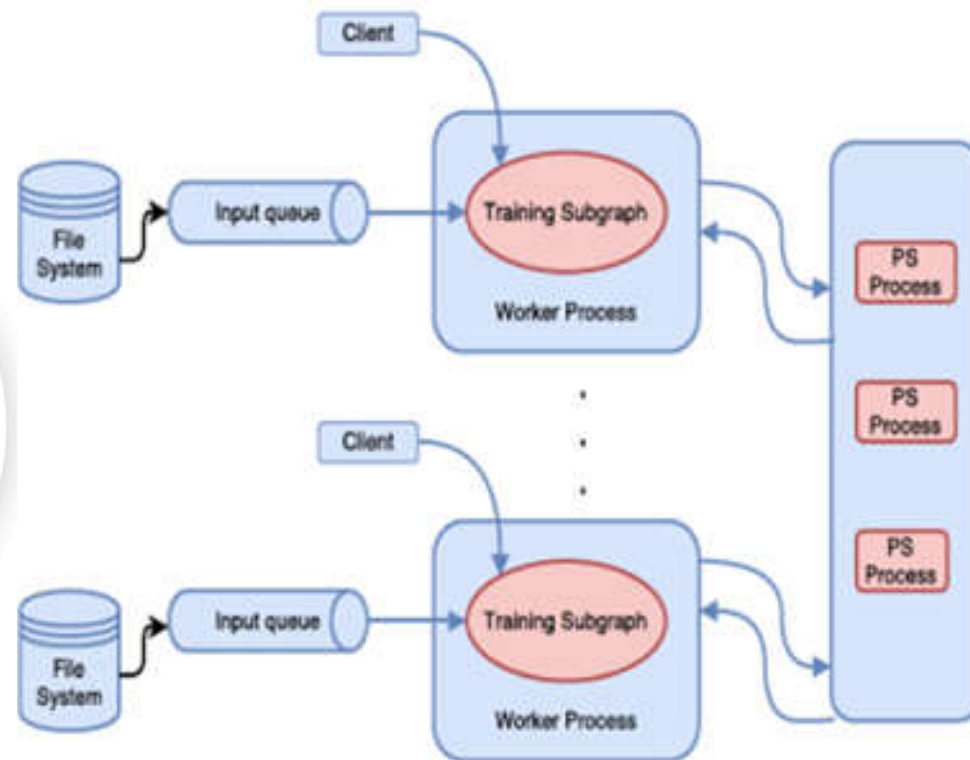 Client
File
System
Input queue
Training Subgraph
Worker Process
PS
Process
PS
Process
PS
Process
Client
File
System
Input queue
Training Subgraph
Worker Process